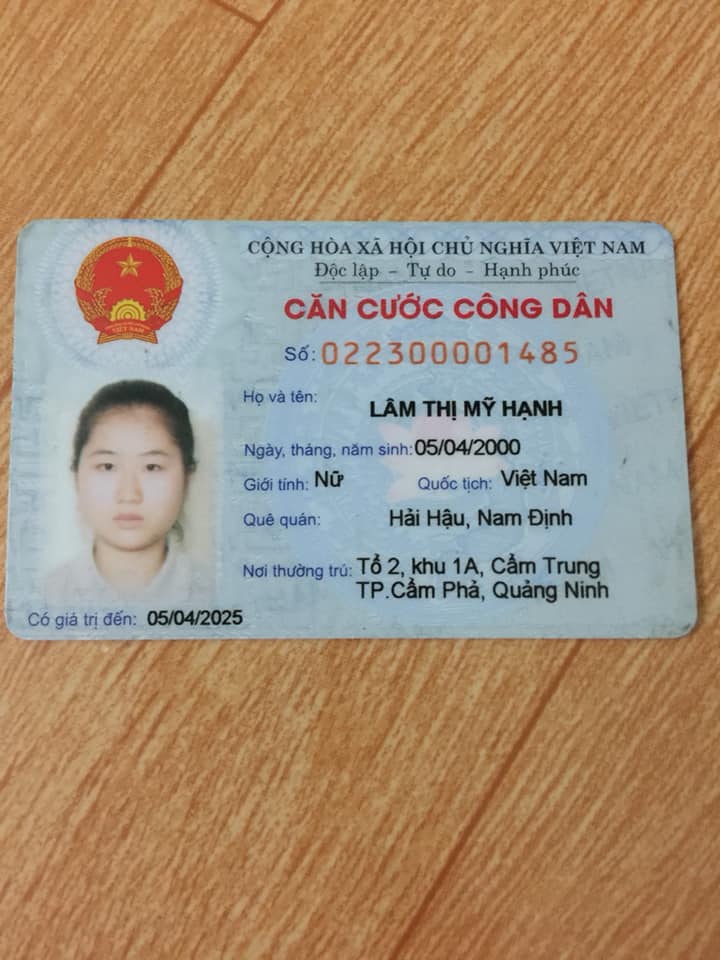 CỘNG HÒA XÃ HỘI CHỦ NGHĨA VIỆT NAM
Độc lập – Tự do – Hạnh phúc
CĂN CƯỚC CÔNG DÂN
Số: 022300001485
Họ và tên: LÂM THỊ MỸ HẠNH
Ngày, tháng, năm sinh: 05/04/2000
Giới tính: Nữ Quốc tịch: Việt Nam
Quê quán: Hải Hậu, Nam Định
Nơi thường trú: Tổ 2, khu 1A, Cẩm Trung
TP.Cẩm Phả, Quảng Ninh
Có giá trị đến: 05/04/2025
VIỆT NAM